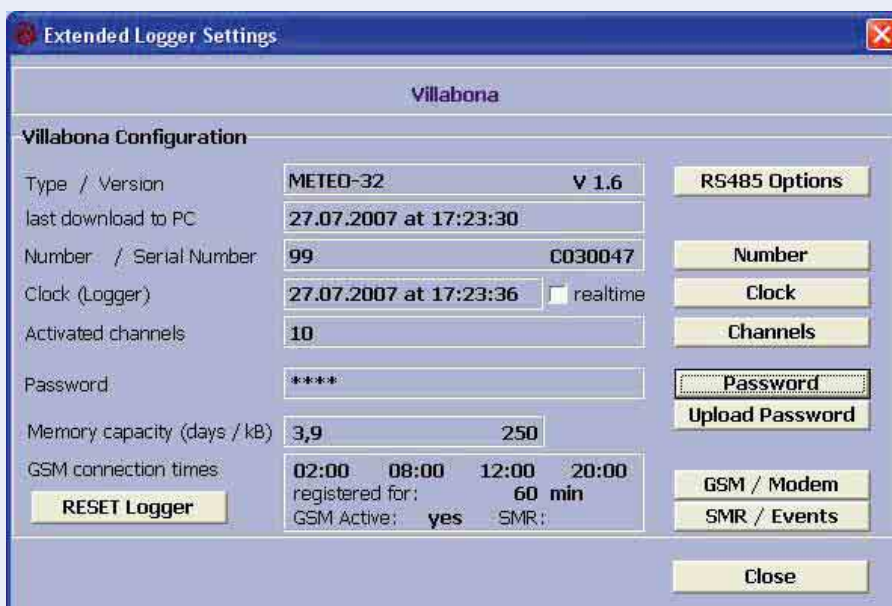 Extended Logger Settings
Villabona
Villabona Configuration
Type / Version METEO-32 V 1.6 RS485 Options
last download to PC 27.07.2007 at 17:23:30
Number / Serial Number 99 C030047 Number
Clock (Logger) 27.07.2007 at 17:23:36 realtime Clock
Activated channels 10 Channels
Password **** Password
Upload Password
Memory capacity (days / kB) 3,9 250
GSM connection times 02:00 08:00 12:00 20:00
registered for: 60 min GSM / Modem
RESET Logger GSM Active: yes SMR: SMR / Events
Close